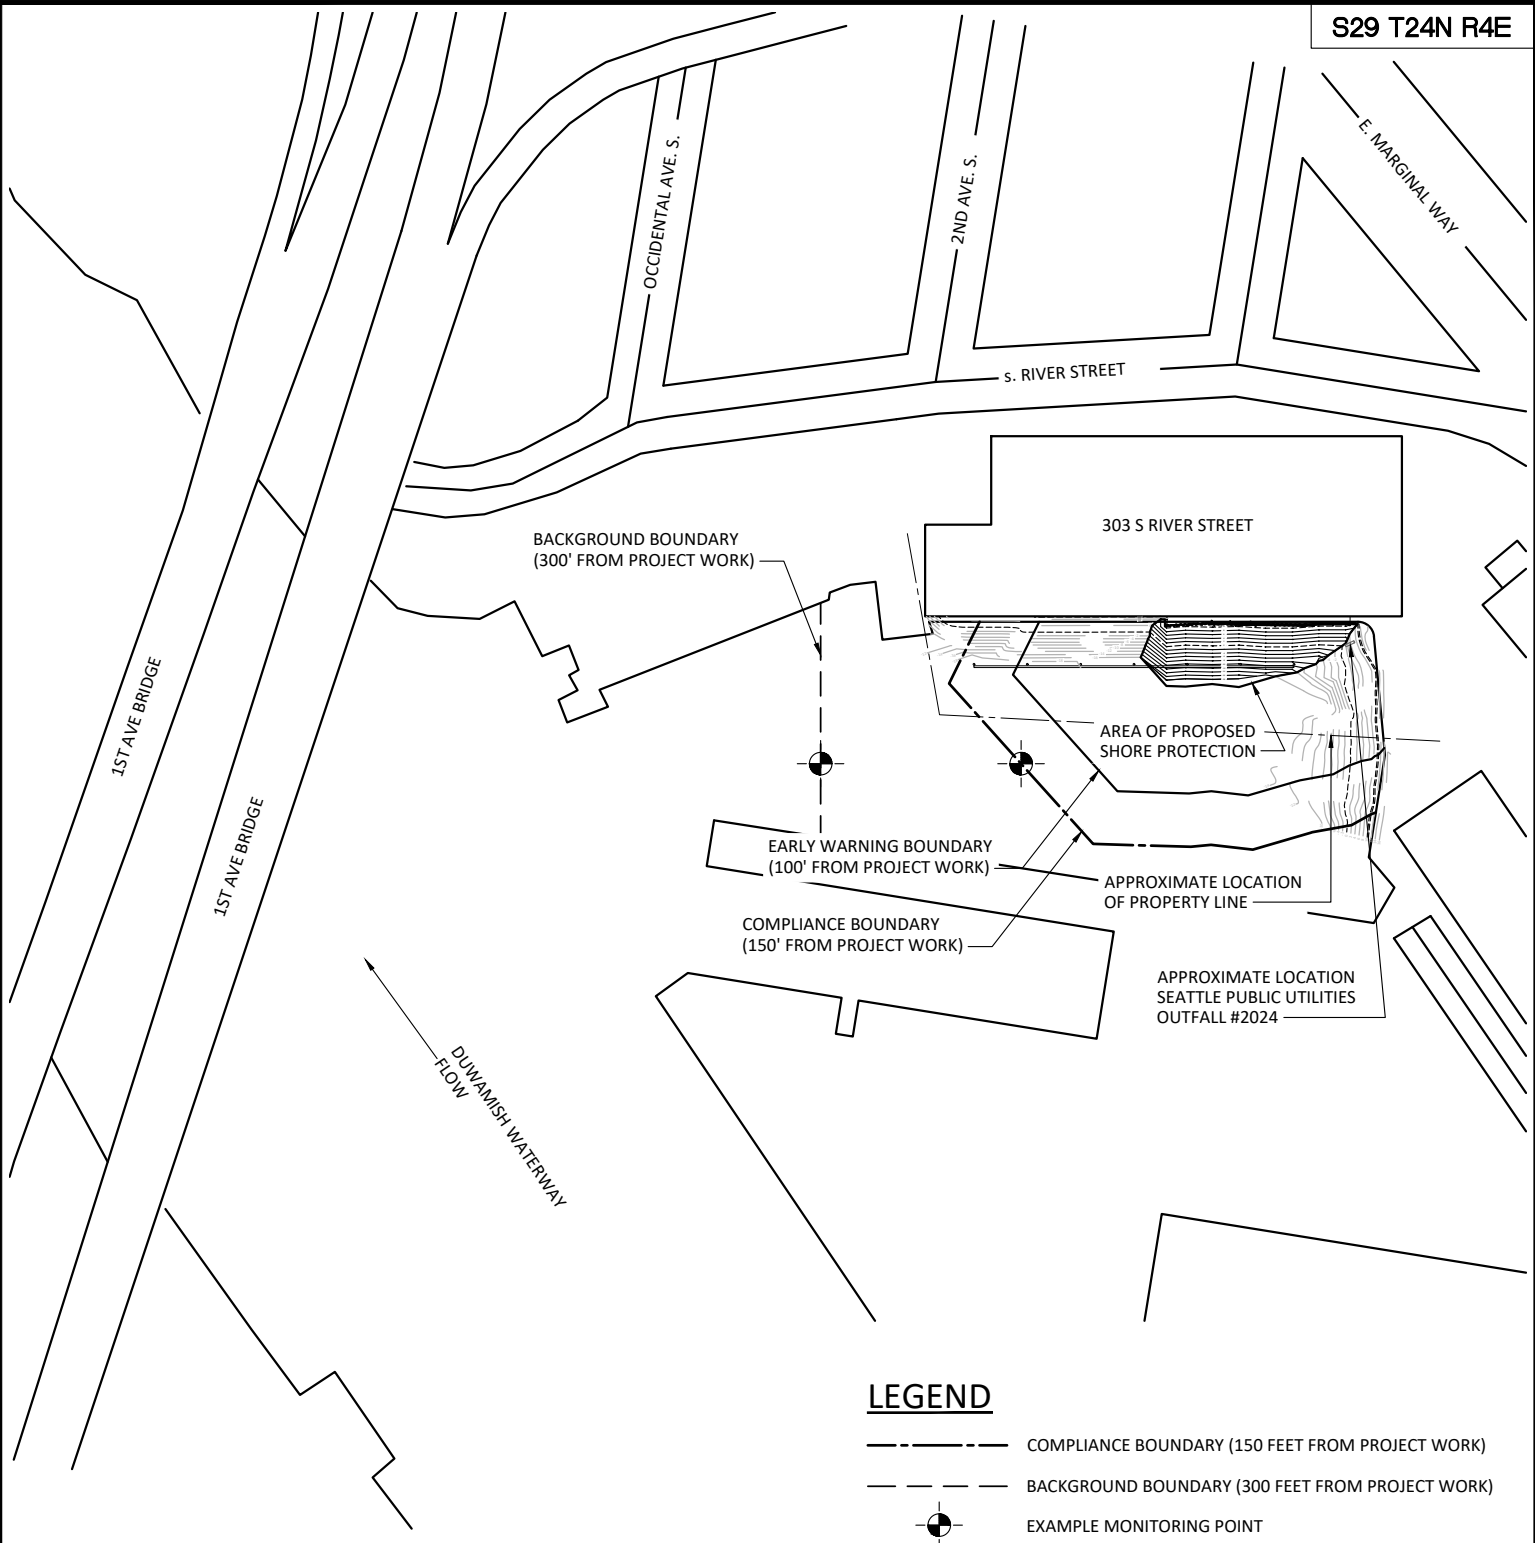 S29 T24N R4E
E. MARGINAL WAY
OCCIDENTAL AVE. S.
2ND AVE. S.
s. RIVER STREET
303 S RIVER STREET
BACKGROUND BOUNDARY
(300' FROM PROJECT WORK)
1ST AVE BRIDGE
1ST AVE BRIDGE
AREA OF PROPOSED
SHORE PROTECTION
EARLY WARNING BOUNDARY
(100' FROM PROJECT WORK)
APPROXIMATE LOCATION
OF PROPERTY LINE
COMPLIANCE BOUNDARY
(150' FROM PROJECT WORK)
APPROXIMATE LOCATION
SEATTLE PUBLIC UTILITIES
OUTFALL #2024
DUWAMISH WATERWAY
FLOW
LEGEND
COMPLIANCE BOUNDARY (150 FEET FROM PROJECT WORK)
BACKGROUND BOUNDARY (300 FEET FROM PROJECT WORK)
EXAMPLE MONITORING POINT